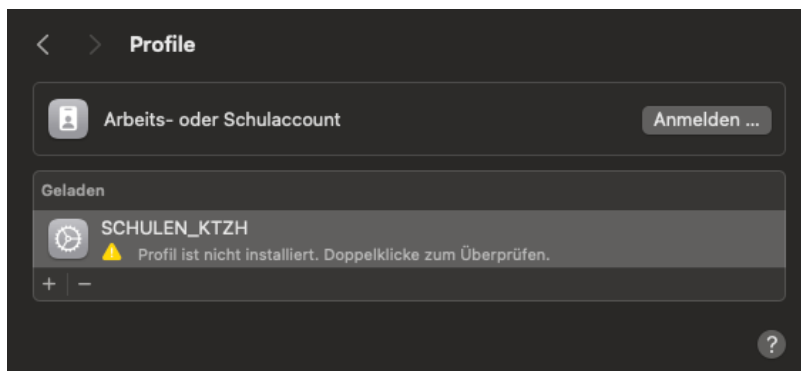 Profile
Arbeits- oder Schulaccount
Anmelden ...
Geladen
SCHULEN_KTZH
Profil ist nicht installiert. Doppelklicke zum Überprüfen.
+ −
?